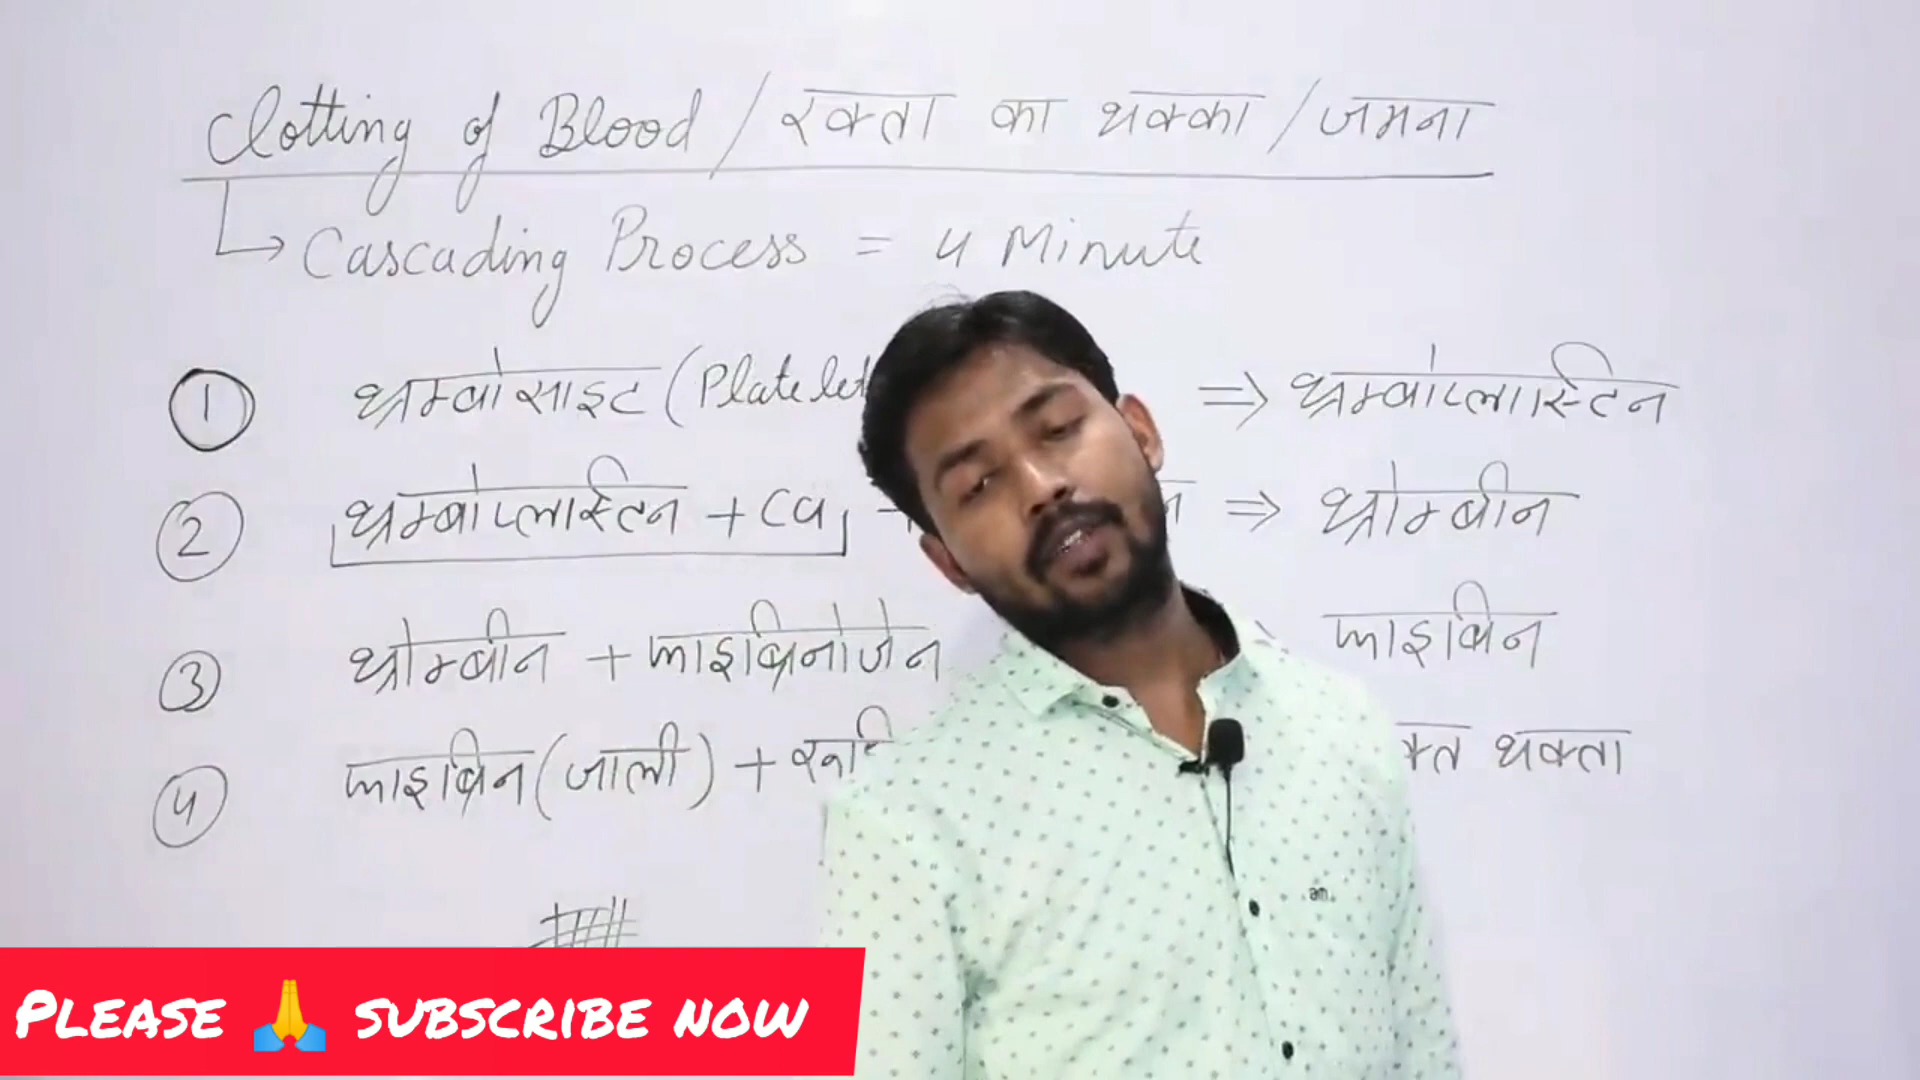 Clotting of Blood / रक्ता का थक्का / जमना
↳ Cascading Process = 4 Minute
① थ्रम्बोसाइट (Platelet ⇒ थ्रम्बोप्लास्टिन
② थ्रम्बोप्लास्टिन + Ca + न ⇒ थ्रोम्बीन
③ थ्रोम्बीन + फाइब्रिनोजेन फाइब्रिन
④ फाइब्रिन (जाली) + क्त थक्ता
am.
PLEASE 🙏 SUBSCRIBE NOW